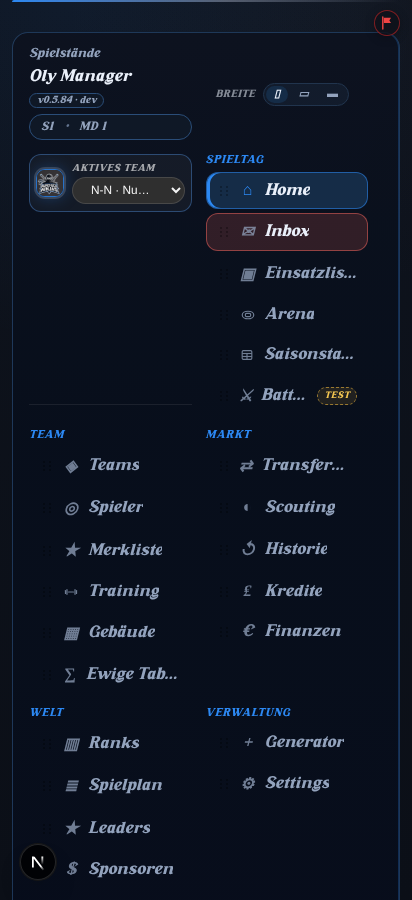 Spielstände
Oly Manager
v0.5.84 · dev
S1 · MD 1
BREITE
AKTIVES TEAM
N-N · Nu...
SPIELTAG
Home
Inbox
Einsatzlis...
Arena
Saisonsta...
Batt... TEST
TEAM
Teams
Spieler
Merkliste
Training
Gebäude
Ewige Tab...
MARKT
Transfer...
Scouting
Historie
£ Kredite
€ Finanzen
WELT
Ranks
Spielplan
Leaders
$ Sponsoren
VERWALTUNG
+ Generator
Settings
N